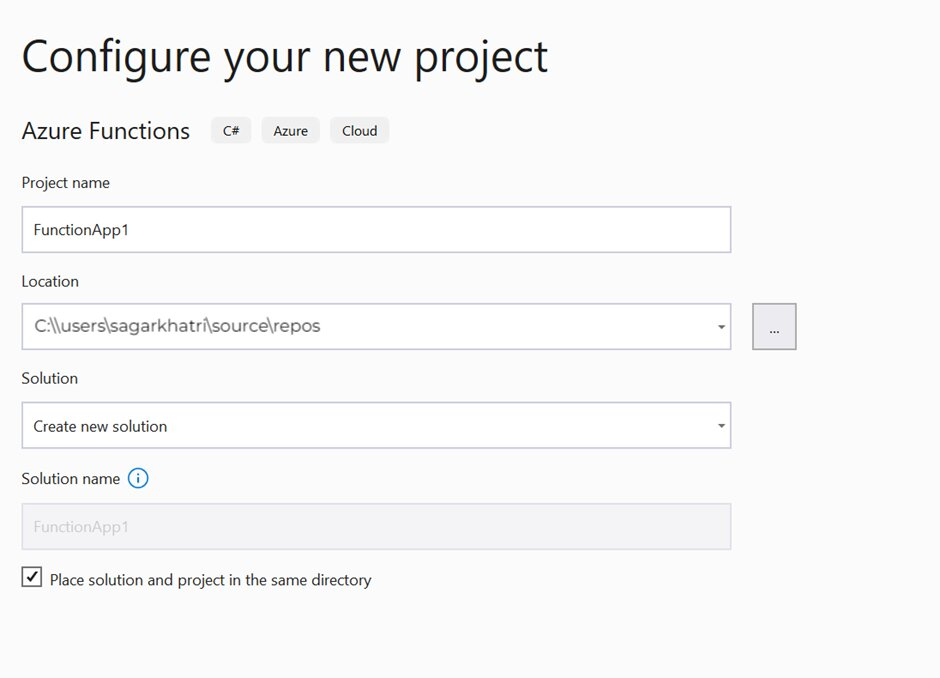 Configure your new project
Azure Functions C# Azure Cloud
Project name
FunctionApp1
Location
C:\\users\sagarkhatri\source\repos
...
Solution
Create new solution
Solution name
FunctionApp1
Place solution and project in the same directory